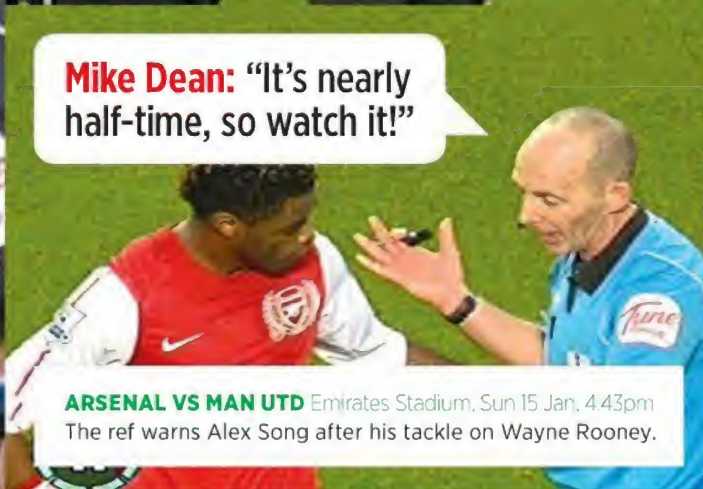 Mike Dean: “It’s nearly
half-time, so watch it!”
Tune
ARSENAL VS MAN UTD Emirates Stadium, Sun 15 Jan, 4.43pm
The ref warns Alex Song after his tackle on Wayne Rooney.